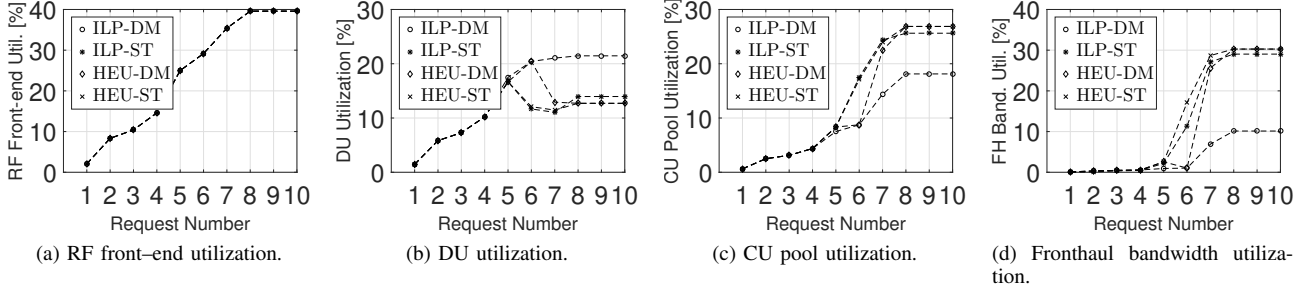 RF Front-end Util. [%]
40
30
20
10
0
ILP-DM
ILP-ST
HEU-DM
HEU-ST
1 2 3 4 5 6 7 8 9 10
Request Number
(a) RF front–end utilization.
DU Utilization [%]
30
20
10
0
ILP-DM
ILP-ST
HEU-DM
HEU-ST
1 2 3 4 5 6 7 8 9 10
Request Number
(b) DU utilization.
CU Pool Utilization [%]
30
20
10
0
ILP-DM
ILP-ST
HEU-DM
HEU-ST
1 2 3 4 5 6 7 8 9 10
Request Number
(c) CU pool utilization.
FH Band. Util. [%]
40
30
20
10
0
ILP-DM
ILP-ST
HEU-DM
HEU-ST
1 2 3 4 5 6 7 8 9 10
Request Number
(d) Fronthaul bandwidth utiliza-
tion.